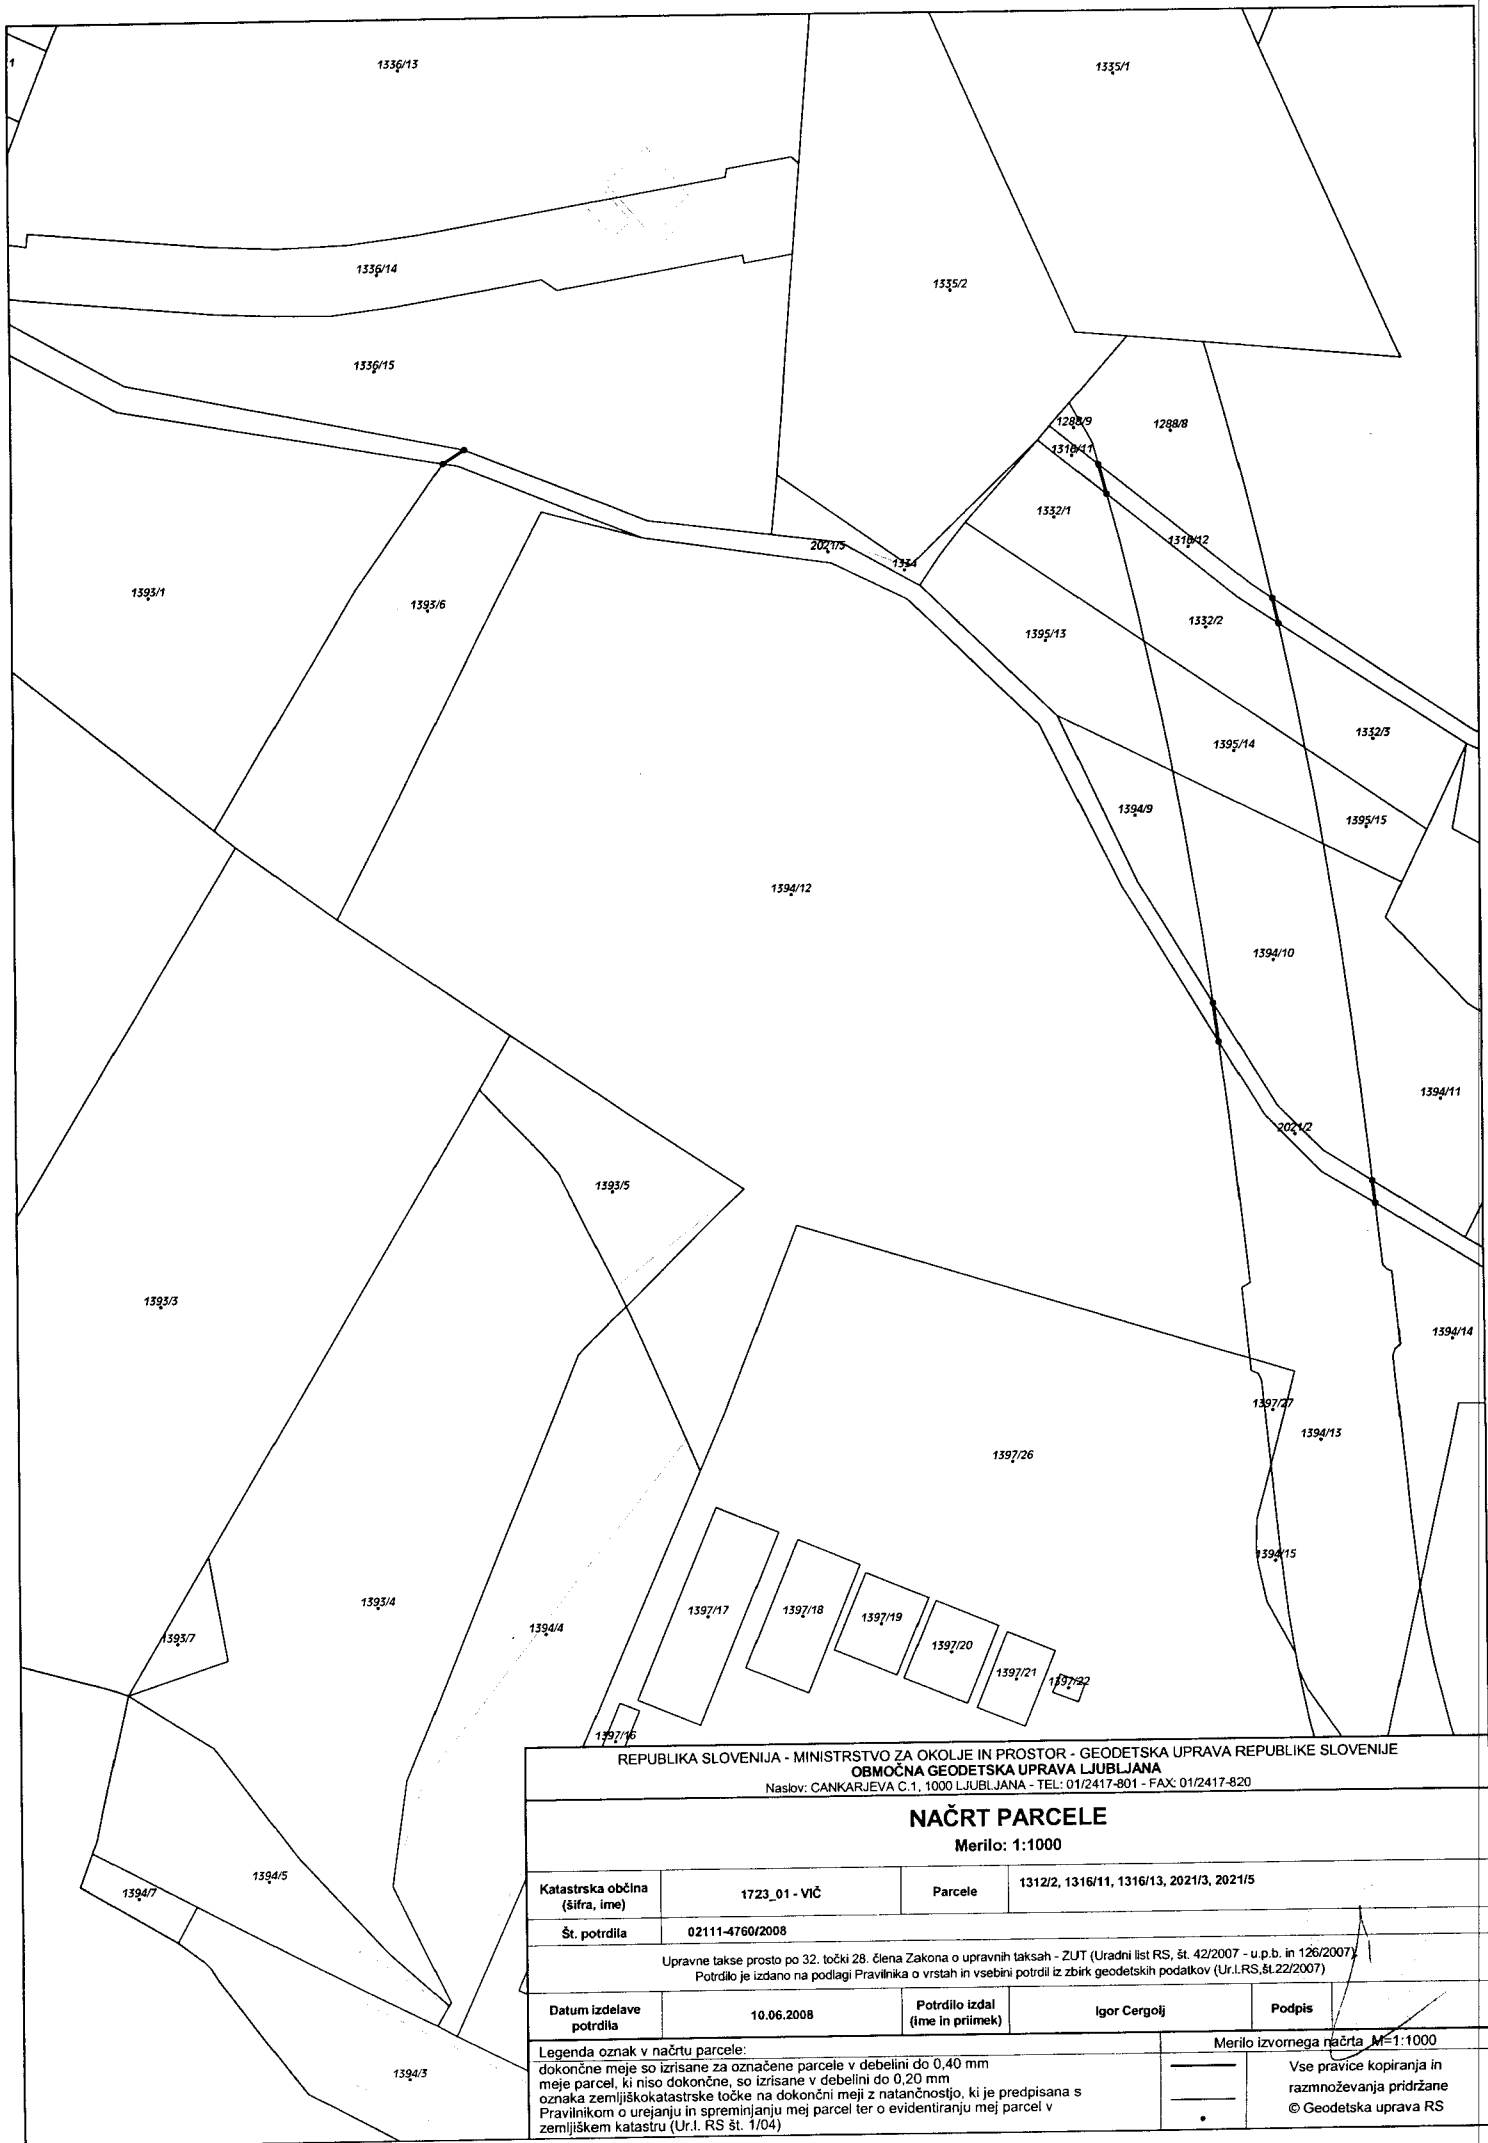 1
1336/13
1335/1
1336/14
1335/2
1336/15
1288/9
1288/8
1316/11
1332/1
1316/12
2021/5
1334
1393/1
1393/6
1332/2
1395/13
1332/3
1395/14
1394/9
1395/15
1394/12
1394/10
1394/11
2021/2
1393/5
1393/3
1394/14
1397/27
1394/13
1397/26
1394/15
1393/4
1397/17
1397/18
1397/19
1394/4
1393/7
1397/20
1397/21
1397/22
1397/16
1394/5
1394/7
1394/3
REPUBLIKA SLOVENIJA - MINISTRSTVO ZA OKOLJE IN PROSTOR - GEODETSKA UPRAVA REPUBLIKE SLOVENIJE
OBMOČNA GEODETSKA UPRAVA LJUBLJANA
Naslov: CANKARJEVA C.1, 1000 LJUBLJANA - TEL: 01/2417-801 - FAX: 01/2417-820
NAČRT PARCELE
Merilo: 1:1000
Katastrska občina (šifra, ime)
1723_01 - VIČ
Parcele
1312/2, 1316/11, 1316/13, 2021/3, 2021/5
Št. potrdila
02111-4760/2008
Upravne takse prosto po 32. točki 28. člena Zakona o upravnih taksah - ZUT (Uradni list RS, št. 42/2007 - u.p.b. in 126/2007)
Potrdilo je izdano na podlagi Pravilnika o vrstah in vsebini potrdil iz zbirk geodetskih podatkov (Ur.l.RS,št.22/2007)
Datum izdelave potrdila
10.06.2008
Potrdilo izdal (ime in priimek)
Igor Cergolj
Podpis
Legenda oznak v načrtu parcele:
Merilo izvornega načrta M=1:1000
dokončne meje so izrisane za označene parcele v debelini do 0,40 mm
meje parcel, ki niso dokončne, so izrisane v debelini do 0,20 mm
oznaka zemljiškokatastrske točke na dokončni meji z natančnostjo, ki je predpisana s
Pravilnikom o urejanju in spreminjanju mej parcel ter o evidentiranju mej parcel v
zemljiškem katastru (Ur.l. RS št. 1/04)
Vse pravice kopiranja in
razmnoževanja pridržane
© Geodetska uprava RS